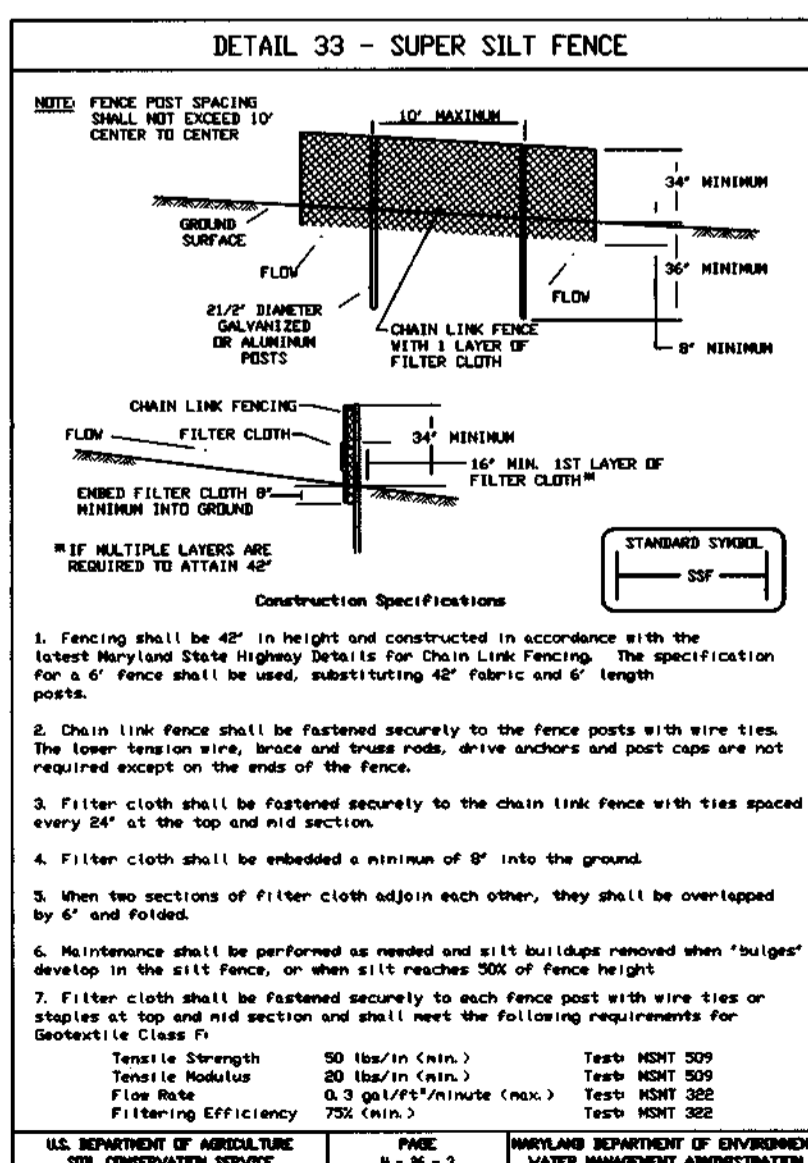 DETAIL 33 - SUPER SILT FENCE
NOTE: FENCE POST SPACING
SHALL NOT EXCEED 10'
CENTER TO CENTER
10' MAXIMUM
34" MINIMUM
GROUND
SURFACE
FLOW
36" MINIMUM
FLOW
21/2" DIAMETER
GALVANIZED
OR ALUMINUM
POSTS
CHAIN LINK FENCE
WITH 1 LAYER OF
FILTER CLOTH
8" MINIMUM
CHAIN LINK FENCING
FLOW
FILTER CLOTH
34" MINIMUM
16" MIN. 1ST LAYER OF
FILTER CLOTH*
EMBED FILTER CLOTH 8"
MINIMUM INTO GROUND
*IF MULTIPLE LAYERS ARE
REQUIRED TO ATTAIN 42"
STANDARD SYMBOL
SSF
Construction Specifications
1. Fencing shall be 42" in height and constructed in accordance with the
latest Maryland State Highway Details for Chain Link Fencing. The specification
for a 6' fence shall be used, substituting 42" fabric and 6' length
posts.
2. Chain link fence shall be fastened securely to the fence posts with wire ties.
The lower tension wire, brace and truss rods, drive anchors and post caps are not
required except on the ends of the fence.
3. Filter cloth shall be fastened securely to the chain link fence with ties spaced
every 24" at the top and mid section.
4. Filter cloth shall be embedded a minimum of 8" into the ground.
5. When two sections of filter cloth adjoin each other, they shall be overlapped
by 6" and folded.
6. Maintenance shall be performed as needed and silt buildups removed when "bulges"
develop in the silt fence, or when silt reaches 50% of fence height
7. Filter cloth shall be fastened securely to each fence post with wire ties or
staples at top and mid section and shall meet the following requirements for
Geotextile Class F:
Tensile Strength 50 lbs/in (min.) Test: MSMT 509
Tensile Modulus 20 lbs/in (min.) Test: MSMT 509
Flow Rate 0.3 gal/ft"/minute (max.) Test: MSMT 322
Filtering Efficiency 75% (min.) Test: MSMT 322
U.S. DEPARTMENT OF AGRICULTURE
SOIL CONSERVATION SERVICE
PAGE
MARYLAND DEPARTMENT OF ENVIRONMEN
WATER MANAGEMENT ADMINISTRATION